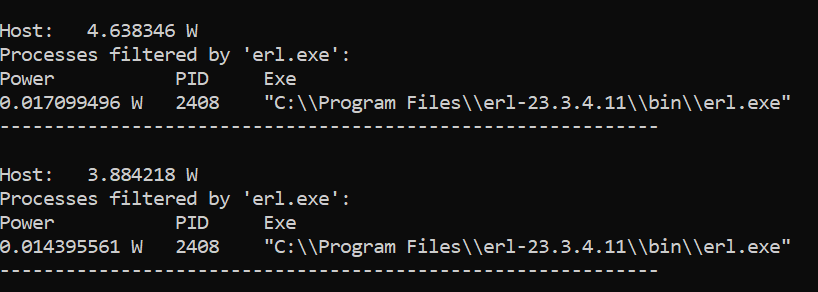 Host:   4.638346 W
Processes filtered by 'erl.exe':
Power           PID     Exe
0.017099496 W   2408    "C:\\Program Files\\erl-23.3.4.11\\bin\\erl.exe"
------------------------------------------------------------
Host:   3.884218 W
Processes filtered by 'erl.exe':
Power           PID     Exe
0.014395561 W   2408    "C:\\Program Files\\erl-23.3.4.11\\bin\\erl.exe"
------------------------------------------------------------